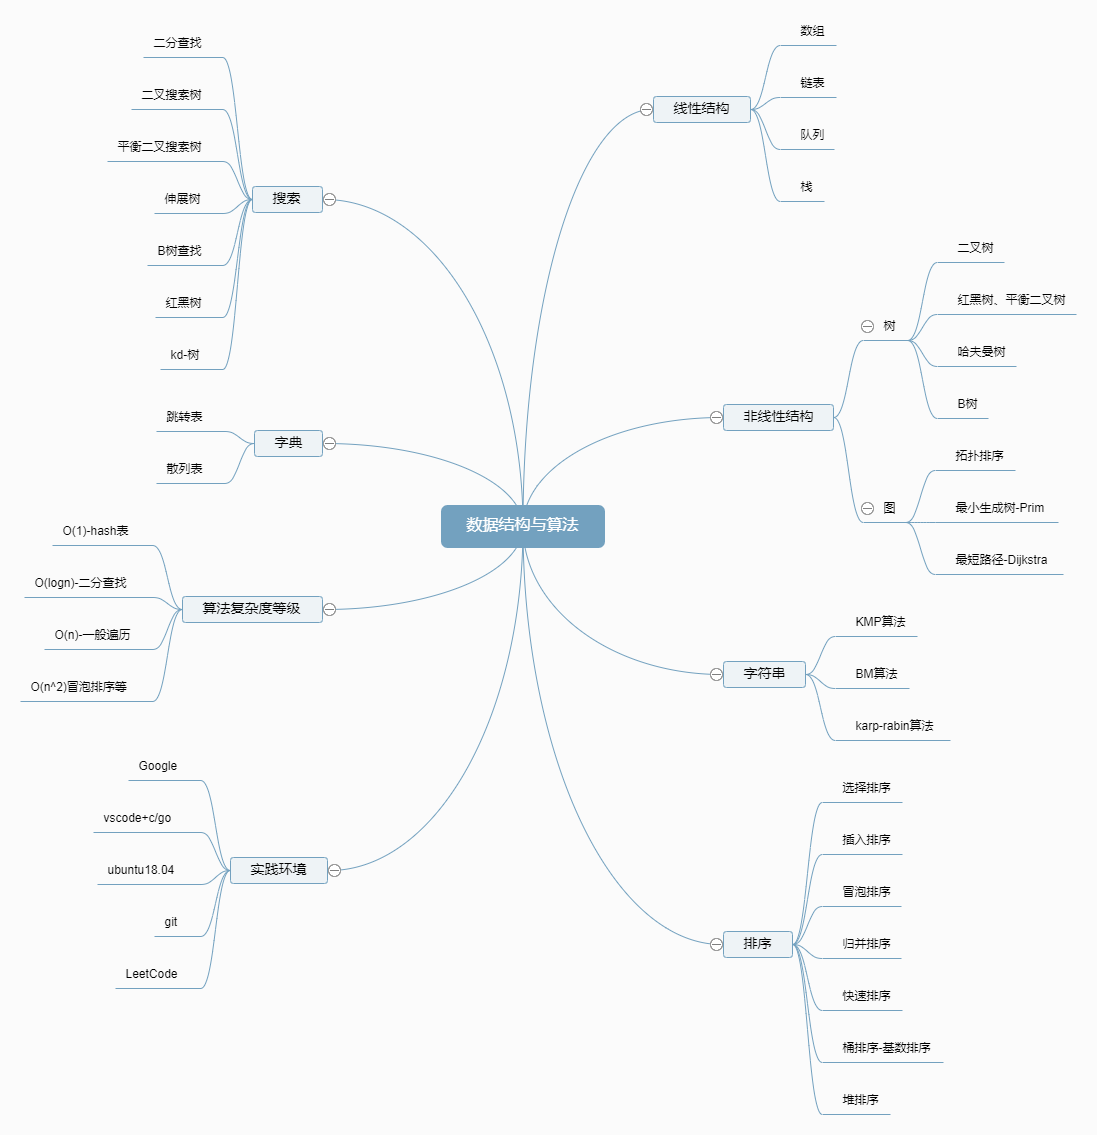 数据结构与算法
线性结构
数组
链表
队列
栈
非线性结构
树
二叉树
红黑树、平衡二叉树
哈夫曼树
B树
图
拓扑排序
最小生成树-Prim
最短路径-Dijkstra
字符串
KMP算法
BM算法
karp-rabin算法
排序
选择排序
插入排序
冒泡排序
归并排序
快速排序
桶排序-基数排序
堆排序
搜索
二分查找
二叉搜索树
平衡二叉搜索树
伸展树
B树查找
红黑树
kd-树
字典
跳转表
散列表
算法复杂度等级
O(1)-hash表
O(logn)-二分查找
O(n)-一般遍历
O(n^2)冒泡排序等
实践环境
Google
vscode+c/go
ubuntu18.04
git
LeetCode